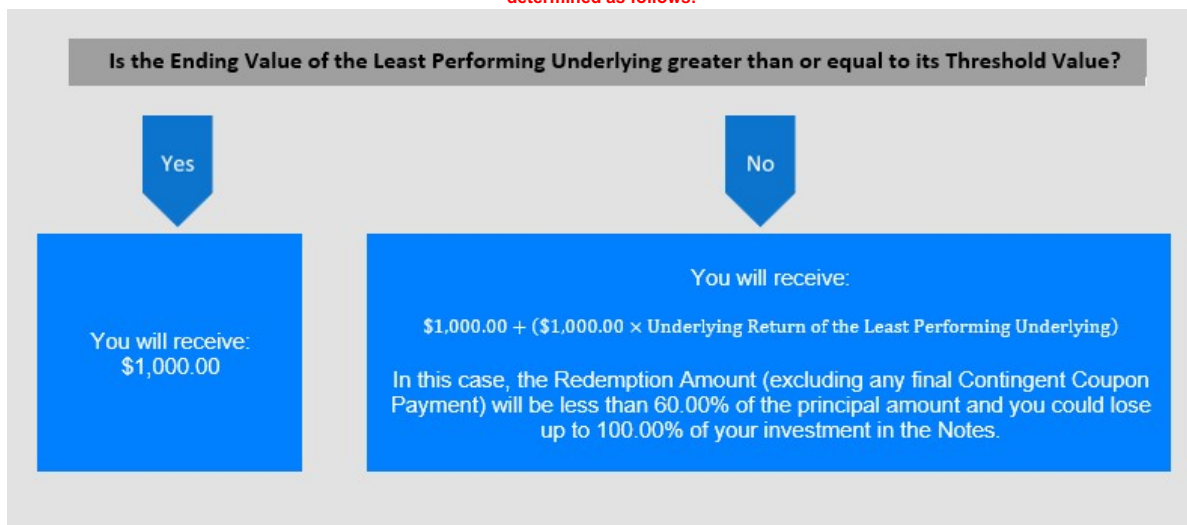 determined as follows:
Is the Ending Value of the Least Performing Underlying greater than or equal to its Threshold Value?
Yes
No
You will receive:
$1,000.00
You will receive:
$1,000.00 + ($1,000.00 × Underlying Return of the Least Performing Underlying)
In this case, the Redemption Amount (excluding any final Contingent Coupon
Payment) will be less than 60.00% of the principal amount and you could lose
up to 100.00% of your investment in the Notes.